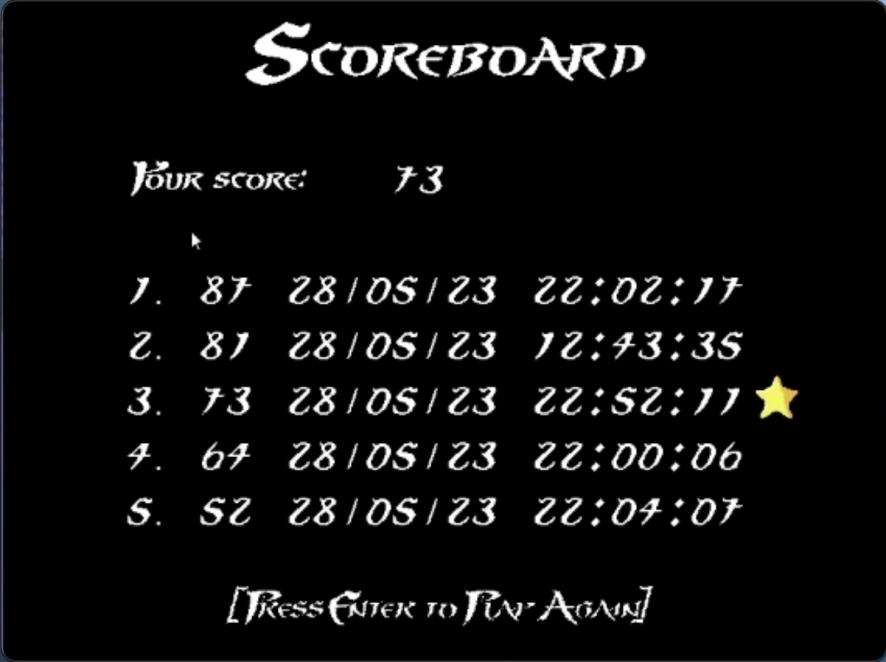 Scoreboard
Your score: 73
1. 87 28/05/23 22:02:17
2. 81 28/05/23 12:43:35
3. 73 28/05/23 22:52:11
4. 64 28/05/23 22:00:06
5. 52 28/05/23 22:04:07
[Press Enter to Play Again]